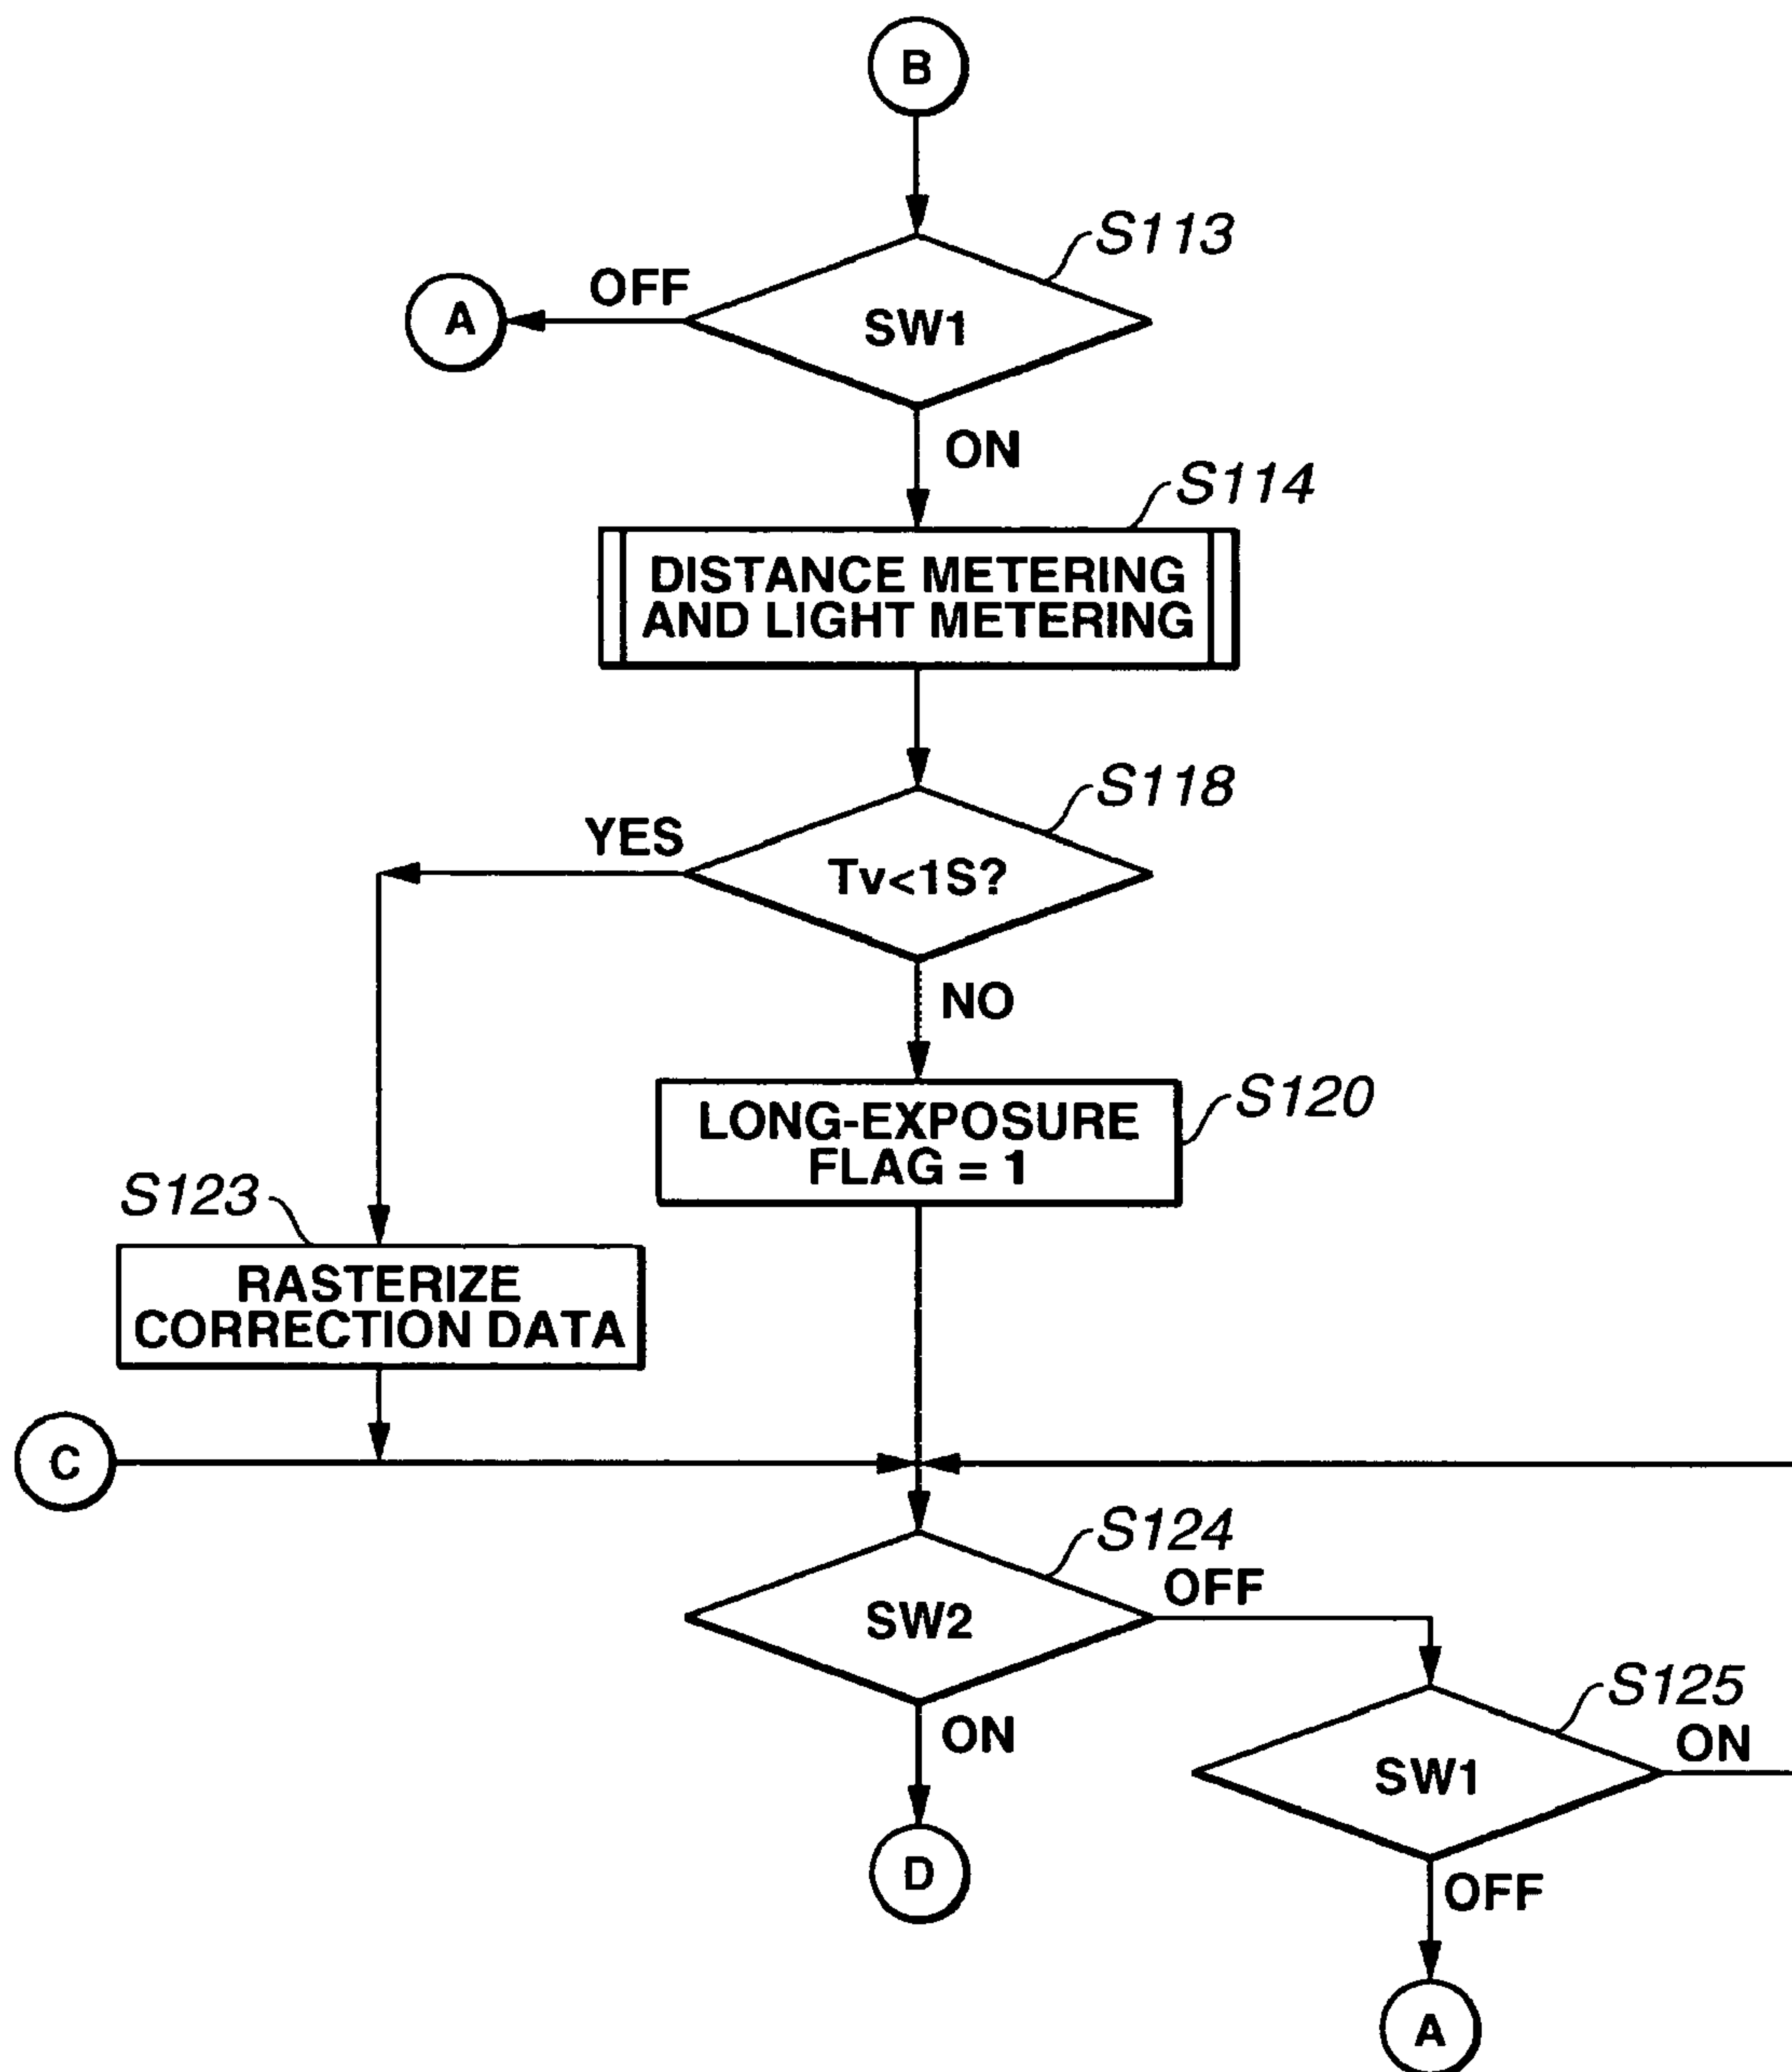 B
S113
OFF
A
SW1
ON
S114
DISTANCE METERING
AND LIGHT METERING
S118
YES
Tv<1S?
NO
S120
LONG-EXPOSURE
FLAG = 1
S123
RASTERIZE
CORRECTION DATA
C
S124
OFF
SW2
S125
ON
ON
SW1
D
OFF
A